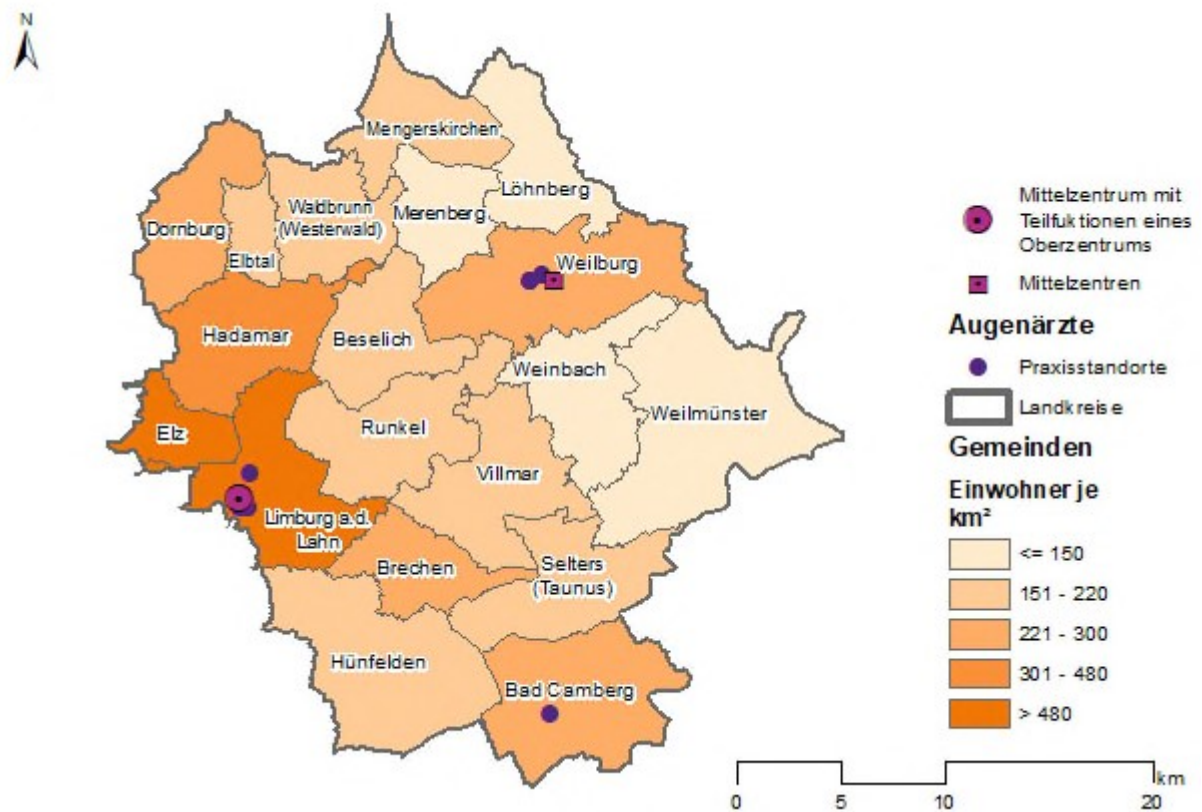 N
Mengerskirchen
Löhnberg
Waldbrunn
(Westerwald)
Merenberg
Dornburg
Elbtal
Weilburg
Hadamar
Beselich
Weinbach
Weilmünster
Elz
Runkel
Villmar
Limburg a.d.
Lahn
Brechen
Selters
(Taunus)
Hünfelden
Bad Camberg
Mittelzentrum mit
Teilfuktionen eines
Oberzentrums
Mittelzentren
Augenärzte
Praxisstandorte
Landkreise
Gemeinden
Einwohner je
km²
<= 150
151 - 220
221 - 300
301 - 480
> 480
km
0 5 10 20